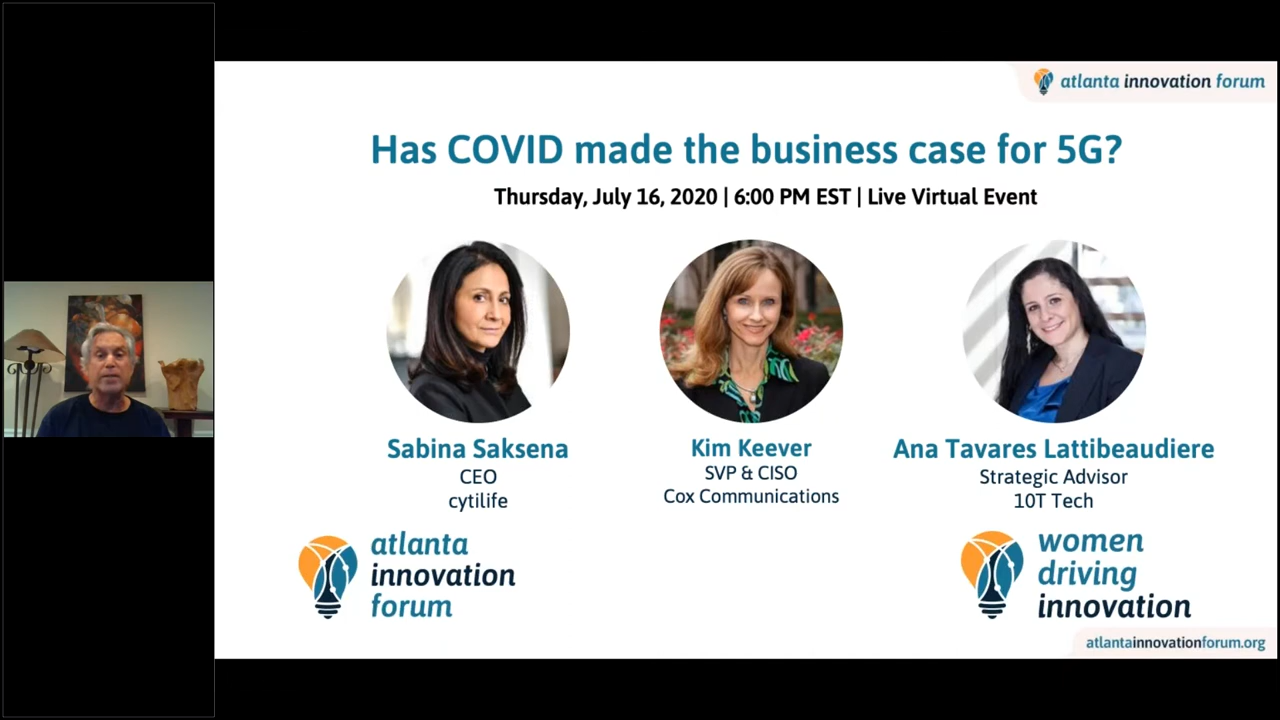 atlanta innovation forum
Has COVID made the business case for 5G?
Thursday, July 16, 2020 | 6:00 PM EST | Live Virtual Event
Sabina Saksena
CEO
cytilife
Kim Keever
SVP & CISO
Cox Communications
Ana Tavares Lattibeaudiere
Strategic Advisor
10T Tech
atlanta
innovation
forum
women
driving
innovation
atlantainnovationforum.org